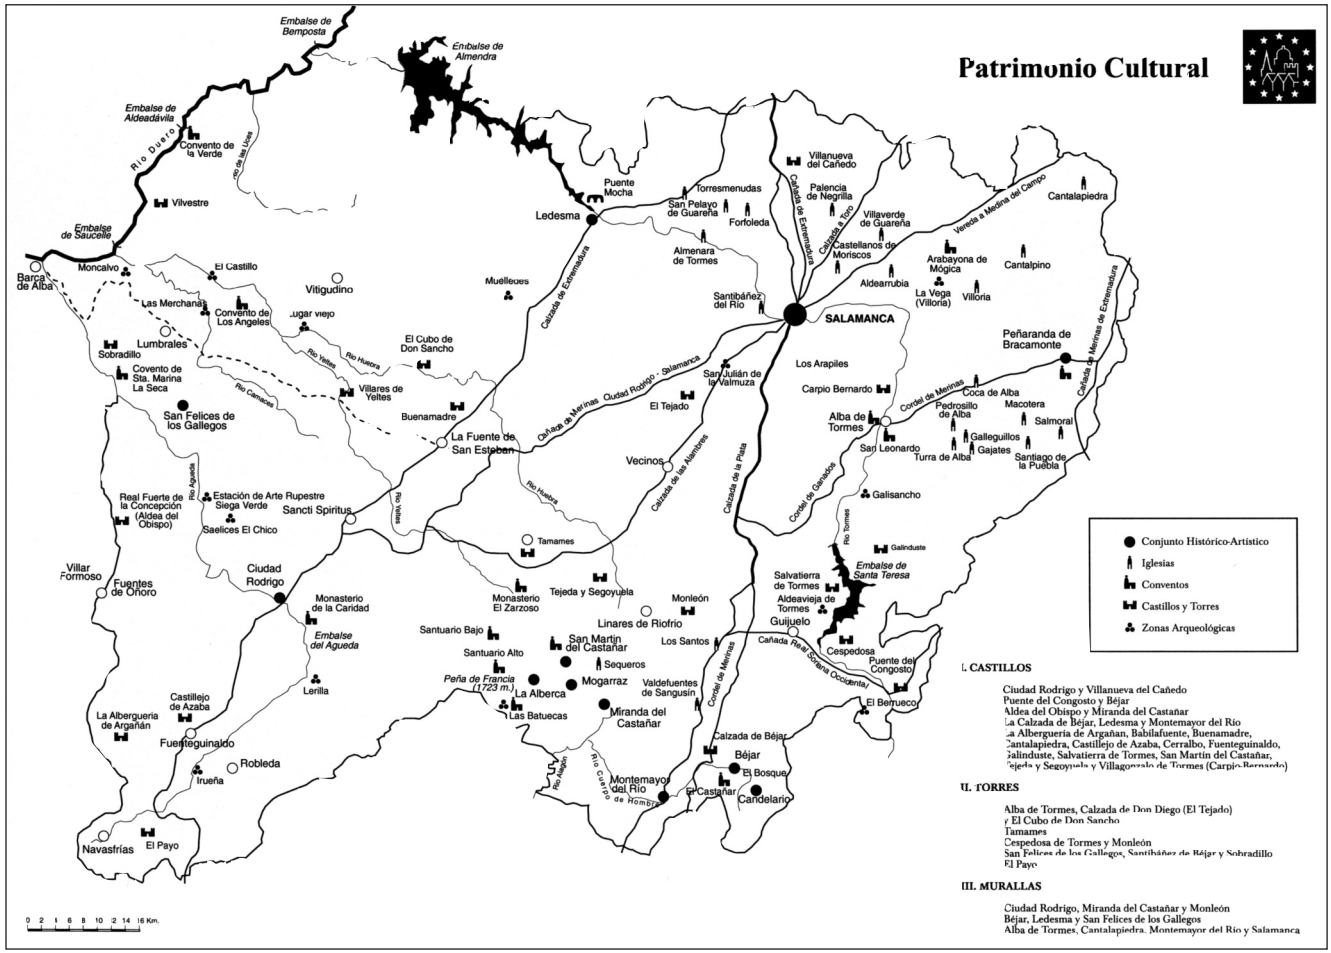 Patrimonio Cultural
Embalse de
Bemposta
Embalse de
Almendra
Embalse de
Aldeadávila
Río Duero
Convento de
la Verde
Río de las Uces
Vilvestre
Embalse
de Saucelle
Barca
de Alba
Moncalvo
El Castillo
Vitigudino
Las Merchanas
Convento de
Los Angeles
Lugar Viejo
Lumbrales
Sobradillo
Covento de
Sta. Marina
La Seca
San Felices de
los Gallegos
Río Camaces
Río Yeltes
Río Huebra
Villares de
Yeltes
El Cubo de
Don Sancho
Buenamadre
La Fuente de
San Esteban
Muélledes
Puente
Mocha
Ledesma
Calzada de Extremadura
Torresmenudas
San Pelayo
de Guareña
Forfoleda
Almenara
de Tormes
Santibáñez
del Río
Villanueva
del Cañedo
Palencia
de Negrilla
Cañada de Extremadura
Calzada a Toro
Villaverde
de Guareña
Castellanos de
Moriscos
Aldearrubia
Vereda a Medina del Campo
Cantalapiedra
Arabayona de
Mógica
Cantalpino
La Vega
(Villoria)
Villoria
SALAMANCA
Peñaranda de
Bracamonte
Cañada de Merinas de Extremadura
Los Arapiles
Carpio Bernardo
Alba de
Tormes
San Leonardo
Cordel de Merinas
Coca de Alba
Pedrosillo
de Alba
Macotera
Salmoral
Galleguillos
Gajates
Turra de Alba
Santiago de
la Puebla
Cañada de Merinas Ciudad Rodrigo - Salamanca
San Julián de
la Valmuza
El Tejado
Vecinos
Calzada de las Alambres
Calzada de la Plata
Cordel de Ganados
Galisancho
Río Tormes
Galinduste
Embalse de
Santa Teresa
Real Fuerte de
la Concepción
(Aldea del
Obispo)
Río Agueda
Estación de Arte Rupestre
Siega Verde
Saelices El Chico
Sancti Spiritus
Río Yeltes
Río Huebra
Tamames
Villar
Formoso
Fuentes
de Oñoro
Ciudad
Rodrigo
Monasterio
de la Caridad
Embalse
del Agueda
Lerilla
Monasterio
El Zarzoso
Tejeda y Segoyuela
Linares de Riofrío
Monleón
Salvatierra
de Tormes
Aldeavieja de
Tormes
Guijuelo
Cespedosa
Puente del
Congosto
Cañada Real Soriana Occidental
El Berrueco
Santuario Bajo
Santuario Alto
San Martin
del Castañar
Sequeros
Los Santos
Peña de Francia
(1723 m.)
La Alberca
Mogarraz
Las Batuecas
Miranda del
Castañar
Valdefuentes
de Sangusín
Cordel de Merinas
Castillejo
de Azaba
La Albergueria
de Argañán
Fuenteguinaldo
Irueña
Robleda
Navasfrías
El Payo
Río Alagón
Río Cuerpo
de Hombre
Montemayor
del Río
Calzada de Béjar
Béjar
El Bosque
El Castañar
Candelario
Conjunto Histórico-Artístico
Iglesias
Conventos
Castillos y Torres
Zonas Arqueológicas
I. CASTILLOS
Ciudad Rodrigo y Villanueva del Cañedo
Puente del Congosto y Béjar
Aldea del Obispo y Miranda del Castañar
La Calzada de Béjar, Ledesma y Montemayor del Río
La Alberguería de Argañan, Babilafuente, Buenamadre,
Cantalapiedra, Castillejo de Azaba, Cerralbo, Fuenteguinaldo,
Galinduste, Salvatierra de Tormes, San Martín del Castañar,
Tejeda y Segoyuela y Villagonzalo de Tormes (Carpio Bernardo)
II. TORRES
Alba de Tormes, Calzada de Don Diego (El Tejado)
y El Cubo de Don Sancho
Tamames
Cespedosa de Tormes y Monleón
San Felices de los Gallegos, Santibáñez de Béjar y Sobradillo
El Payo
III. MURALLAS
Ciudad Rodrigo, Miranda del Castañar y Monleón
Béjar, Ledesma y San Felices de los Gallegos
Alba de Tormes, Cantalapiedra, Montemayor del Río y Salamanca
0 2 4 6 8 10 12 14 16 Km.